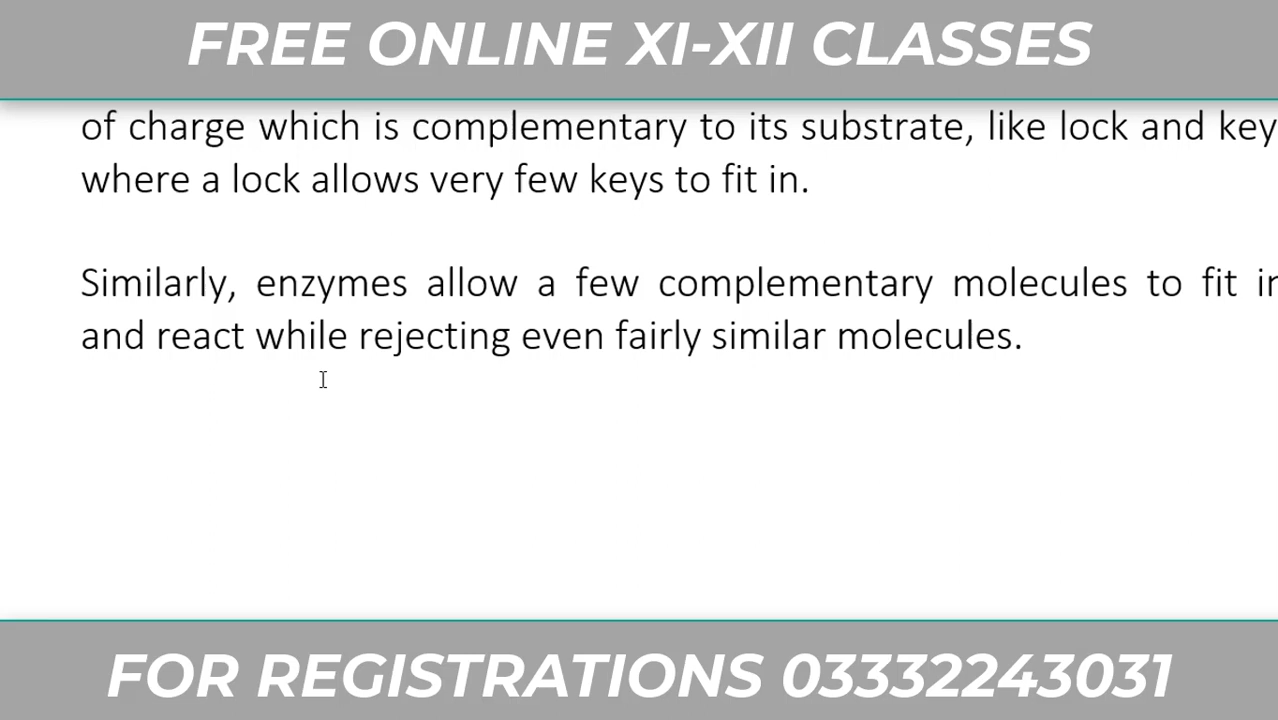 FREE ONLINE XI-XII CLASSES
of charge which is complementary to its substrate, like lock and key
where a lock allows very few keys to fit in.
Similarly, enzymes allow a few complementary molecules to fit in
and react while rejecting even fairly similar molecules.
FOR REGISTRATIONS 03332243031